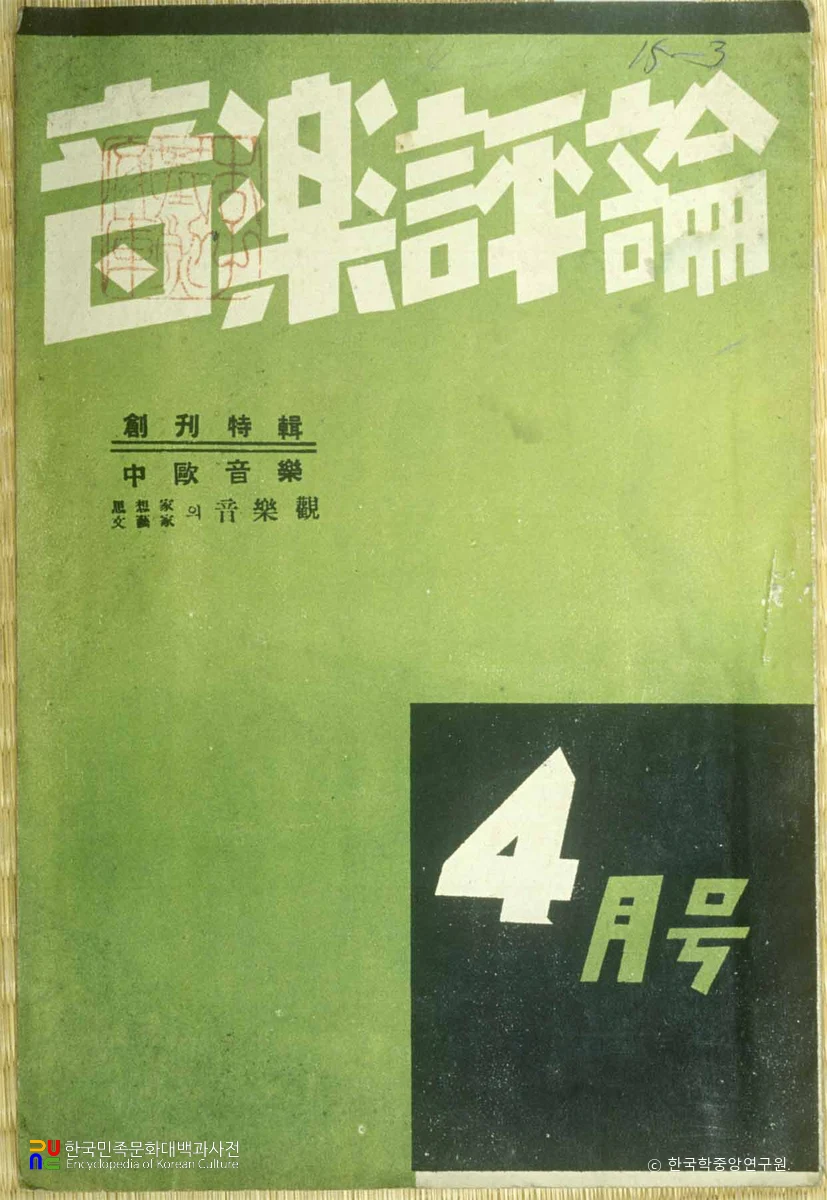 15-3
音楽評論
創刊特輯
中歐音樂
思想家
文藝家
의 音樂觀
4月号
한국민족문화대백과사전
Encyclopedia of Korean Culture
© 한국학중앙연구원